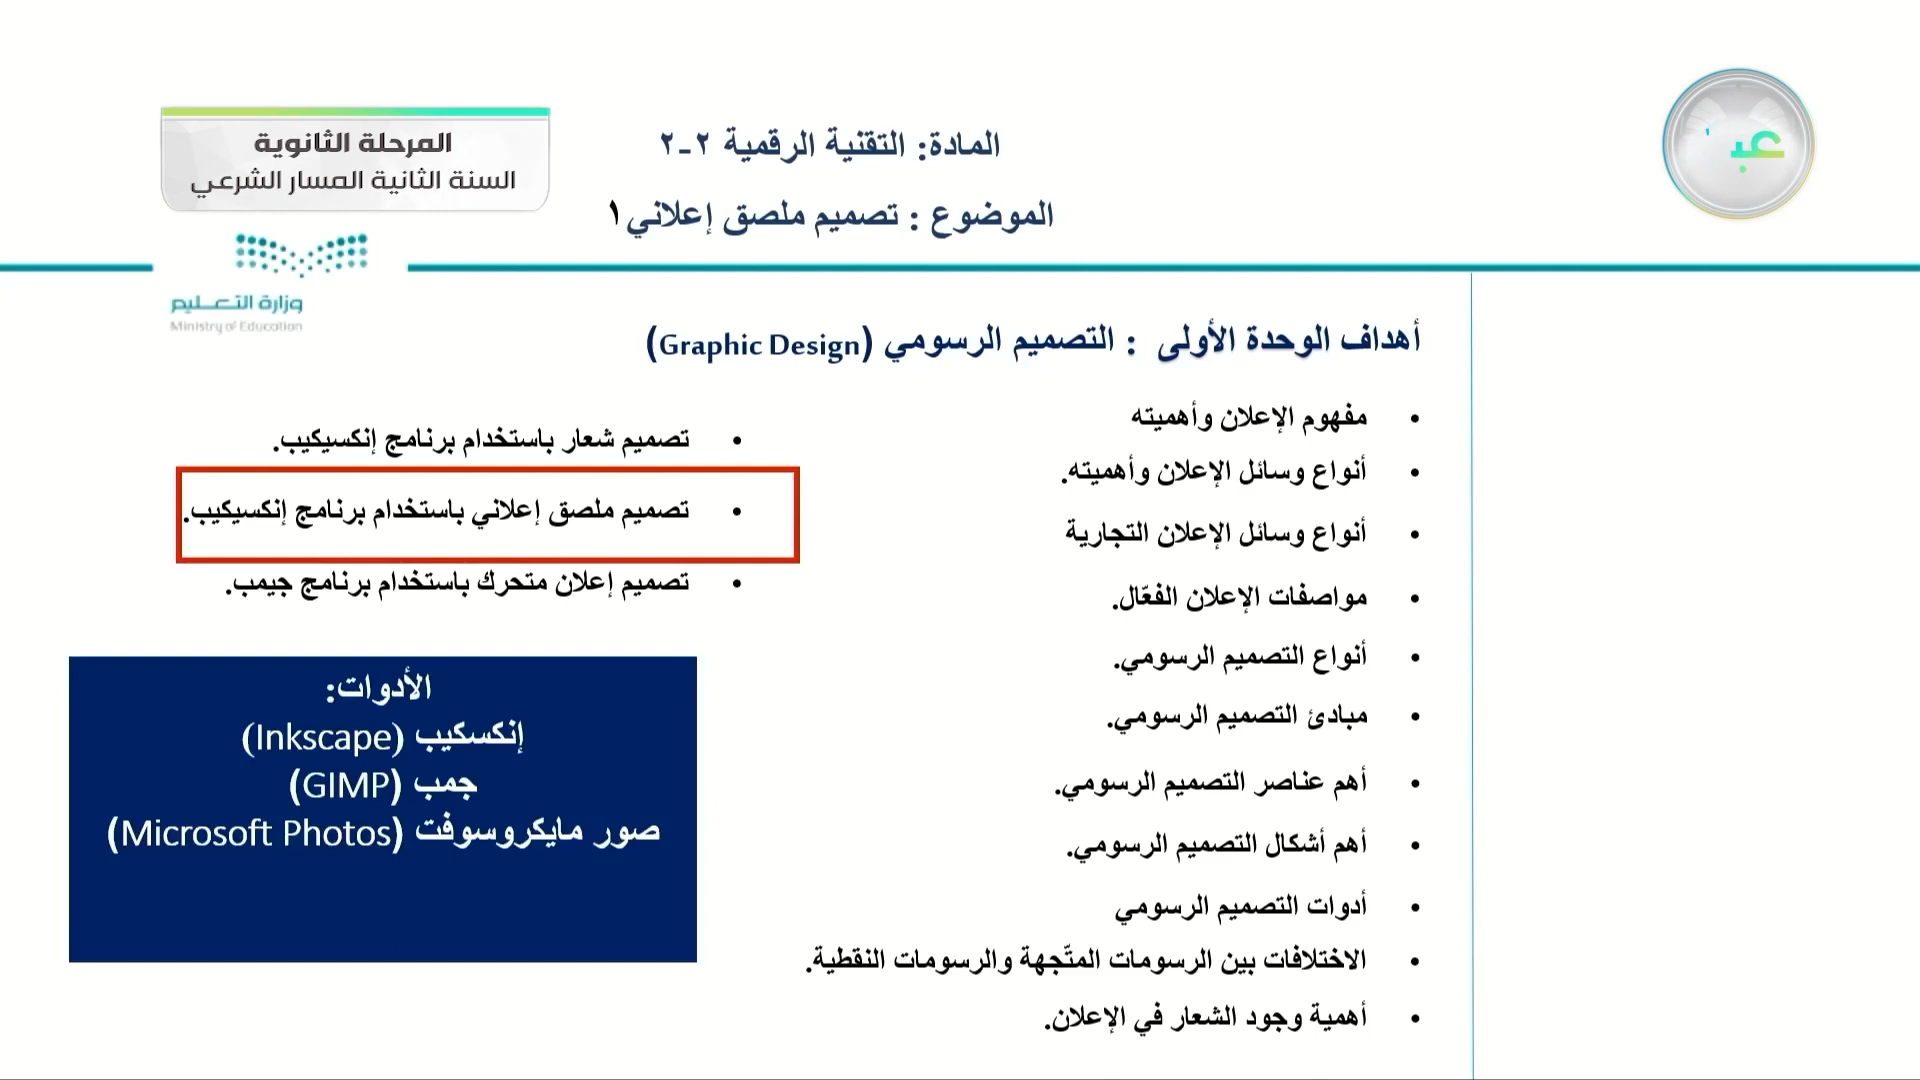 المرحلة الثانوية
السنة الثانية المسار الشرعي
المادة: التقنية الرقمية ٢-٢
الموضوع : تصميم ملصق إعلاني ١
عبـ
وزارة التعـــليم
Ministry of Education
أهداف الوحدة الأولى : التصميم الرسومي (Graphic Design)
• مفهوم الإعلان وأهميته
• أنواع وسائل الإعلان وأهميته.
• أنواع وسائل الإعلان التجارية
• مواصفات الإعلان الفعّال.
• أنواع التصميم الرسومي.
• مبادئ التصميم الرسومي.
• أهم عناصر التصميم الرسومي.
• أهم أشكال التصميم الرسومي.
• أدوات التصميم الرسومي
• الاختلافات بين الرسومات المتّجهة والرسومات النقطية.
• أهمية وجود الشعار في الإعلان.
• تصميم شعار باستخدام برنامج إنكسيكيب.
• تصميم ملصق إعلاني باستخدام برنامج إنكسيكيب.
• تصميم إعلان متحرك باستخدام برنامج جيمب.
الأدوات:
إنكسكيب (Inkscape)
جمب (GIMP)
صور مايكروسوفت (Microsoft Photos)